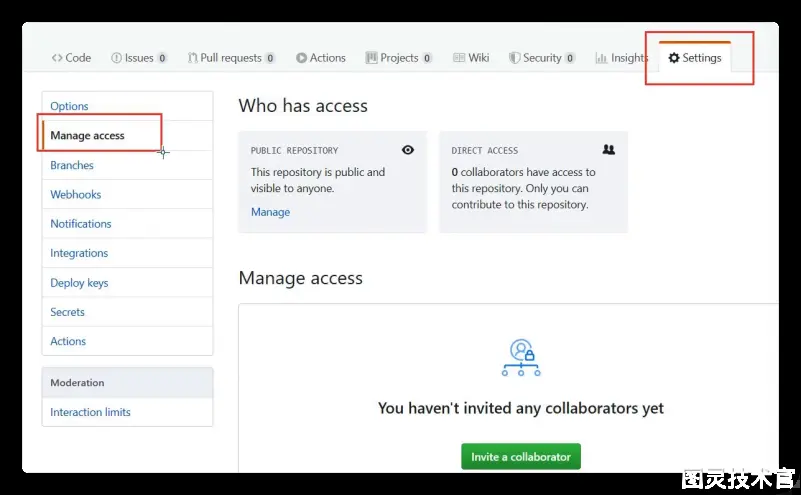 Code Issues 0 Pull requests 0 Actions Projects 0 Wiki Security 0 Insights Settings
Options
Manage access
Branches
Webhooks
Notifications
Integrations
Deploy keys
Secrets
Actions
Moderation
Interaction limits
Who has access
PUBLIC REPOSITORY
This repository is public and
visible to anyone.
Manage
DIRECT ACCESS
0 collaborators have access to
this repository. Only you can
contribute to this repository.
Manage access
You haven't invited any collaborators yet
Invite a collaborator
图灵技术官